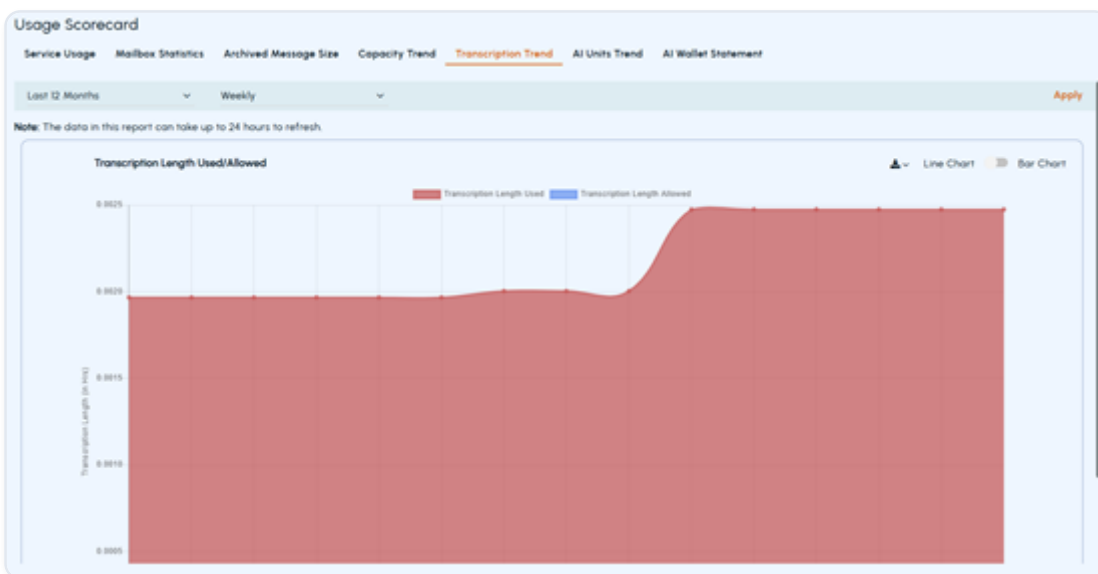 Usage Scorecard
Service Usage Mailbox Statistics Archived Message Size Capacity Trend Transcription Trend AI Units Trend AI Wallet Statement
Last 12 Months Weekly Apply
Note: The data in this report can take up to 24 hours to refresh.
Transcription Length Used/Allowed Line Chart Bar Chart
Transcription Length Used Transcription Length Allowed
0.0025
0.0020
0.0015
0.0010
0.0005
Transcription Length (in Hrs)